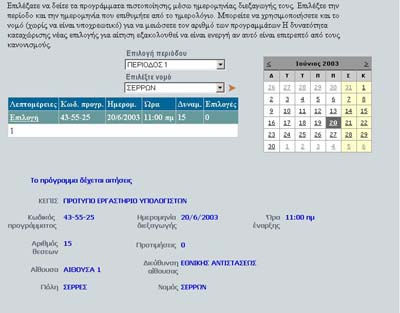 Επιλέξατε να δείτε τα προγράμματα πιστοποίησης μέσω ημερομηνίας διεξαγωγής τους. Επιλέξτε την
περίοδο και την ημερομηνία που επιθυμείτε από το ημερολόγιο. Μπορείτε να χρησιμοποιήσετε και το
νομό (χωρίς να είναι υποχρεωτικό) για να μειώσετε τον αριθμό των προγραμμάτων Η δυνατότητα
καταχώρισης νέας επιλογής για αίτηση εξακολουθεί να είναι ενεργή αν αυτό είναι επιτρεπτό από τους
κανονισμούς.
Επιλογή περιόδου
ΠΕΡΙΟΔΟΣ 1
Επιλέξτε νομό
ΣΕΡΡΩΝ
Λεπτομέρειες Κωδ. προγρ. Ημερομ. Ώρα Δυναμ. Επιλογές
Επιλογή 43-55-25 20/6/2003 11:00 πμ 15 0
1
< Ιούνιος 2003 >
Δ Τ Τ Π Π Σ Κ
26 27 28 29 30 31 1
2 3 4 5 6 7 8
9 10 11 12 13 14 15
16 17 18 19 20 21 22
23 24 25 26 27 28 29
30 1 2 3 4 5 6
Το πρόγραμμα δέχεται αιτήσεις
ΚΕΠΙΣ ΠΡΟΤΥΠΟ ΕΡΓΑΣΤΗΡΙΟ ΥΠΟΛΟΓΙΣΤΩΝ
Κωδικός προγράμματος 43-55-25 Ημερομηνία διεξαγωγής 20/6/2003 Ώρα έναρξης 11:00 πμ
Αριθμός θεσεων 15 Προτιμήσεις 0
Αίθουσα ΑΙΘΟΥΣΑ 1 Διεύθυνση αίθουσας ΕΘΝΙΚΗΣ ΑΝΤΙΣΤΑΣΕΩΣ
Πόλη ΣΕΡΡΕΣ Νομός ΣΕΡΡΩΝ